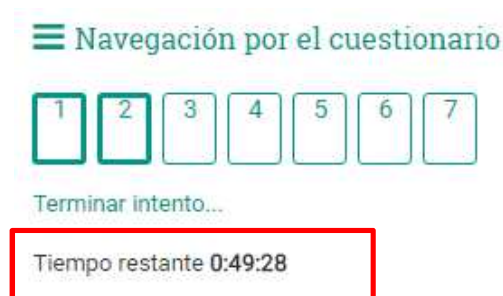 Navegación por el cuestionario
1 2 3 4 5 6 7
Terminar intento...
Tiempo restante 0:49:28